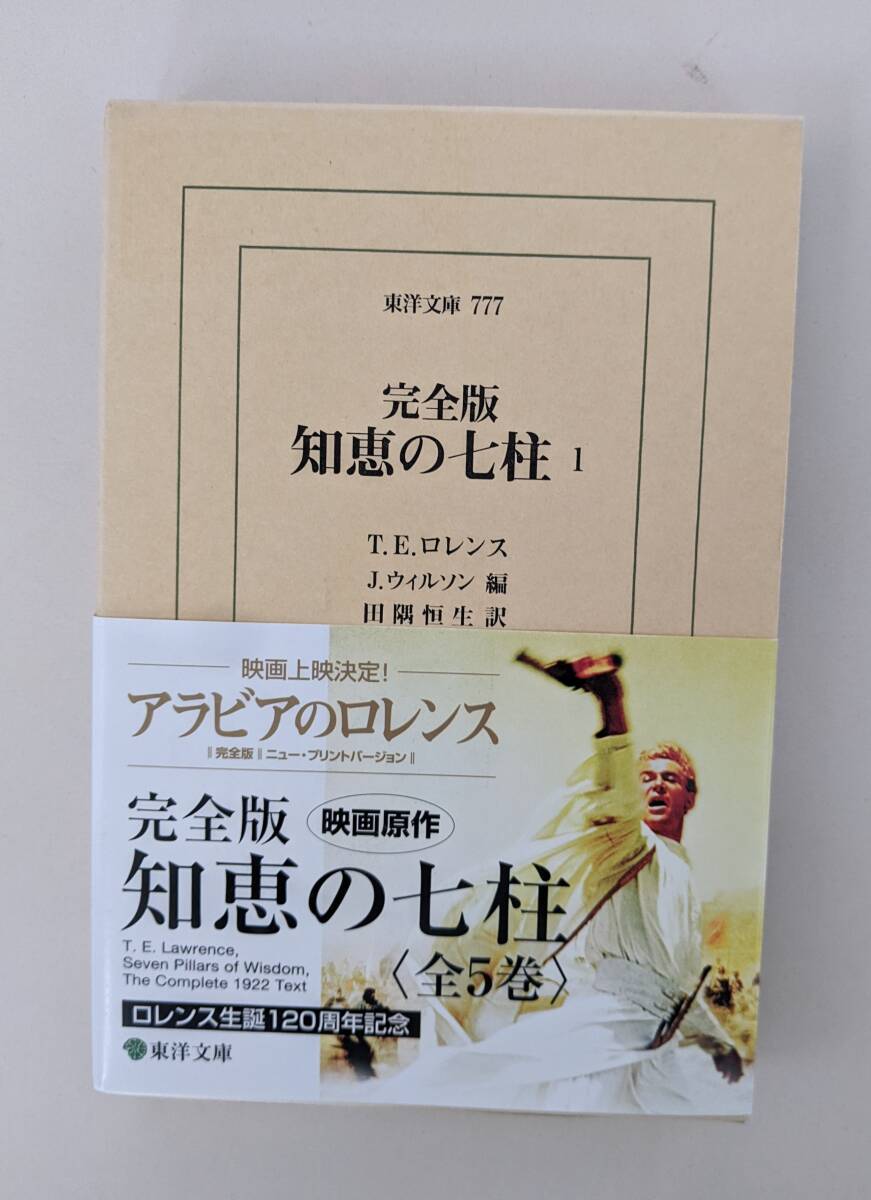 東洋文庫 777
完全版
知恵の七柱 1
T.E.ロレンス
J.ウィルソン 編
田隅恒生訳
映画上映決定!
アラビアのロレンス
‖完全版‖ニュー・プリントバージョン‖
完全版 映画原作
知恵の七柱
T. E. Lawrence,
Seven Pillars of Wisdom,
The Complete 1922 Text
〈全5巻〉
ロレンス生誕120周年記念
東洋文庫